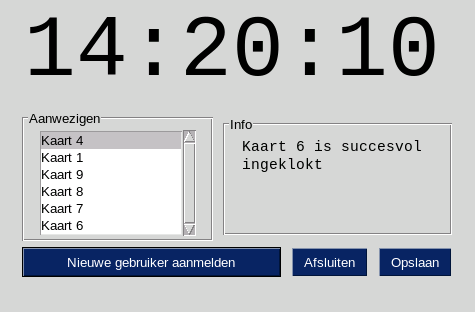 14:20:10
Aanwezigen
Kaart 4
Kaart 1
Kaart 9
Kaart 8
Kaart 7
Kaart 6
Info
Kaart 6 is succesvol
ingeklokt
Nieuwe gebruiker aanmelden
Afsluiten
Opslaan